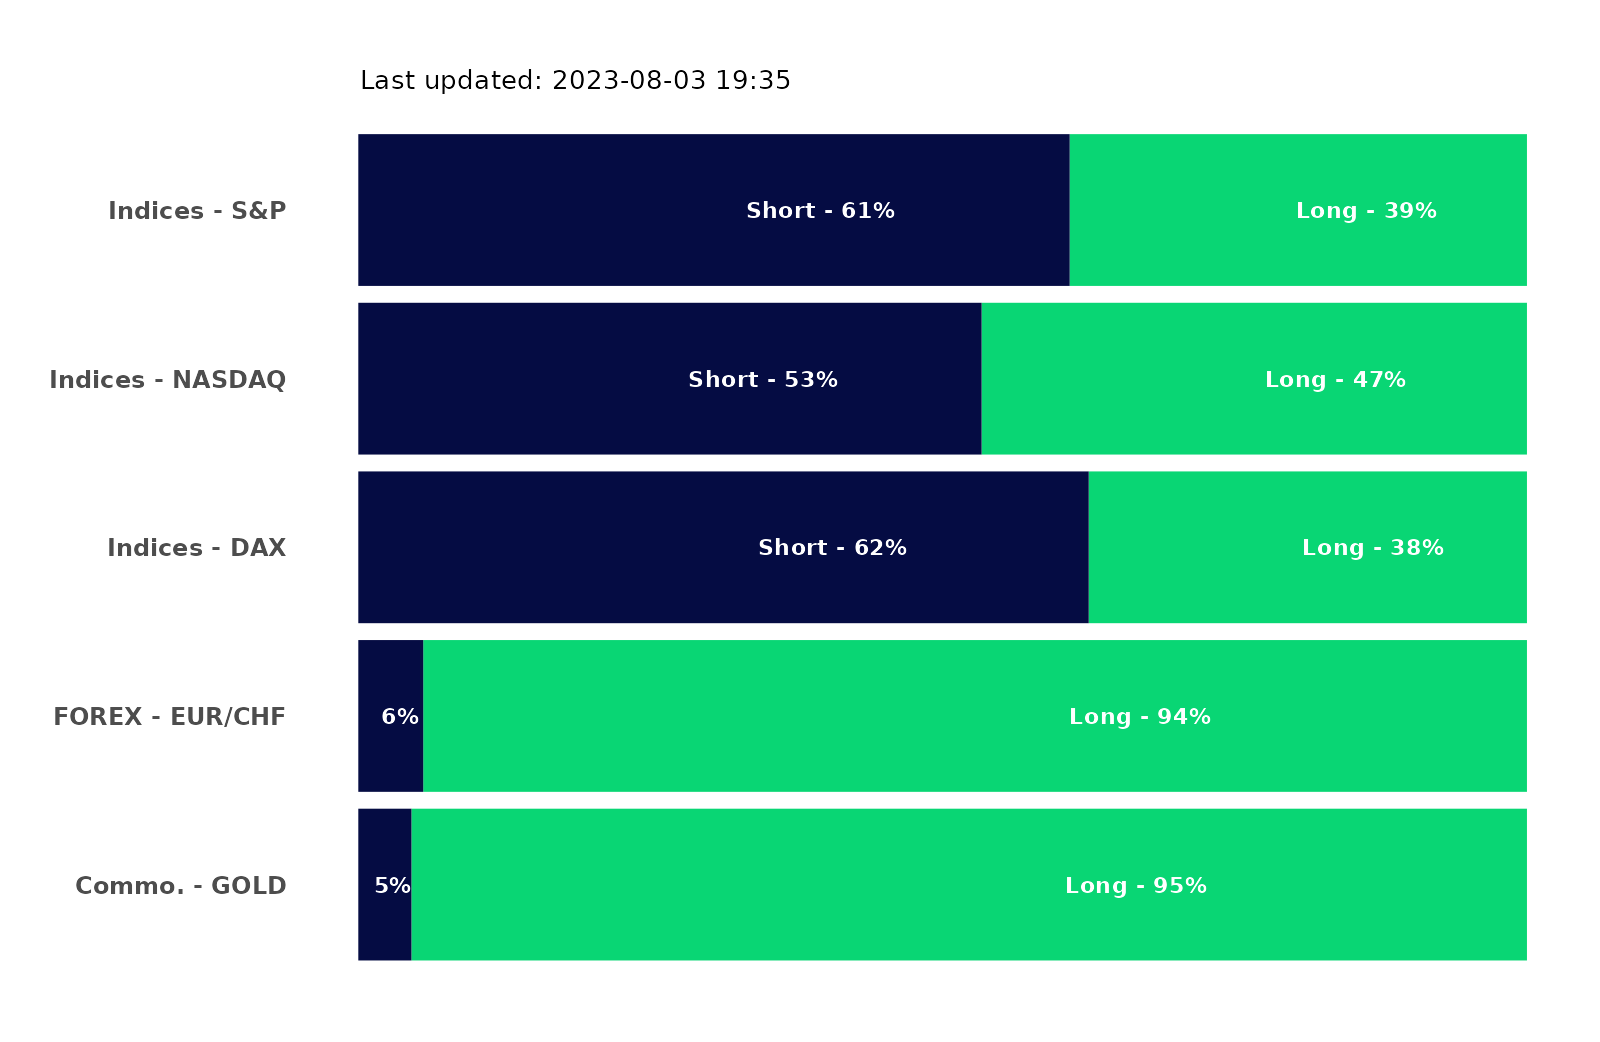 Last updated: 2023-08-03 19:35
Indices - S&P
Short - 61%
Long - 39%
Indices - NASDAQ
Short - 53%
Long - 47%
Indices - DAX
Short - 62%
Long - 38%
FOREX - EUR/CHF
6%
Long - 94%
Commo. - GOLD
5%
Long - 95%